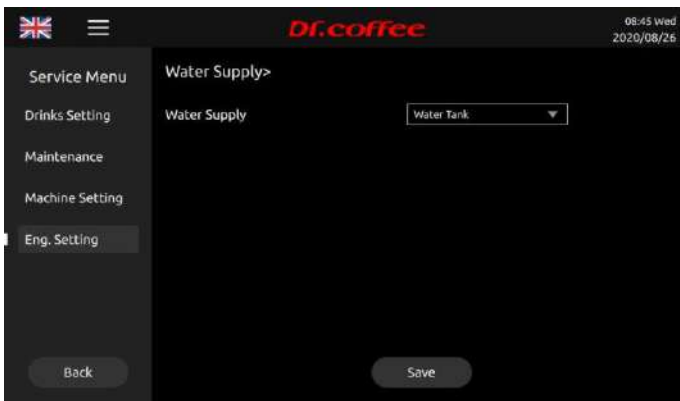 Dr.coffee
08:45 Wed
2020/08/26
Service Menu
Drinks Setting
Maintenance
Machine Setting
Eng. Setting
Back
Water Supply>
Water Supply
Water Tank
Save